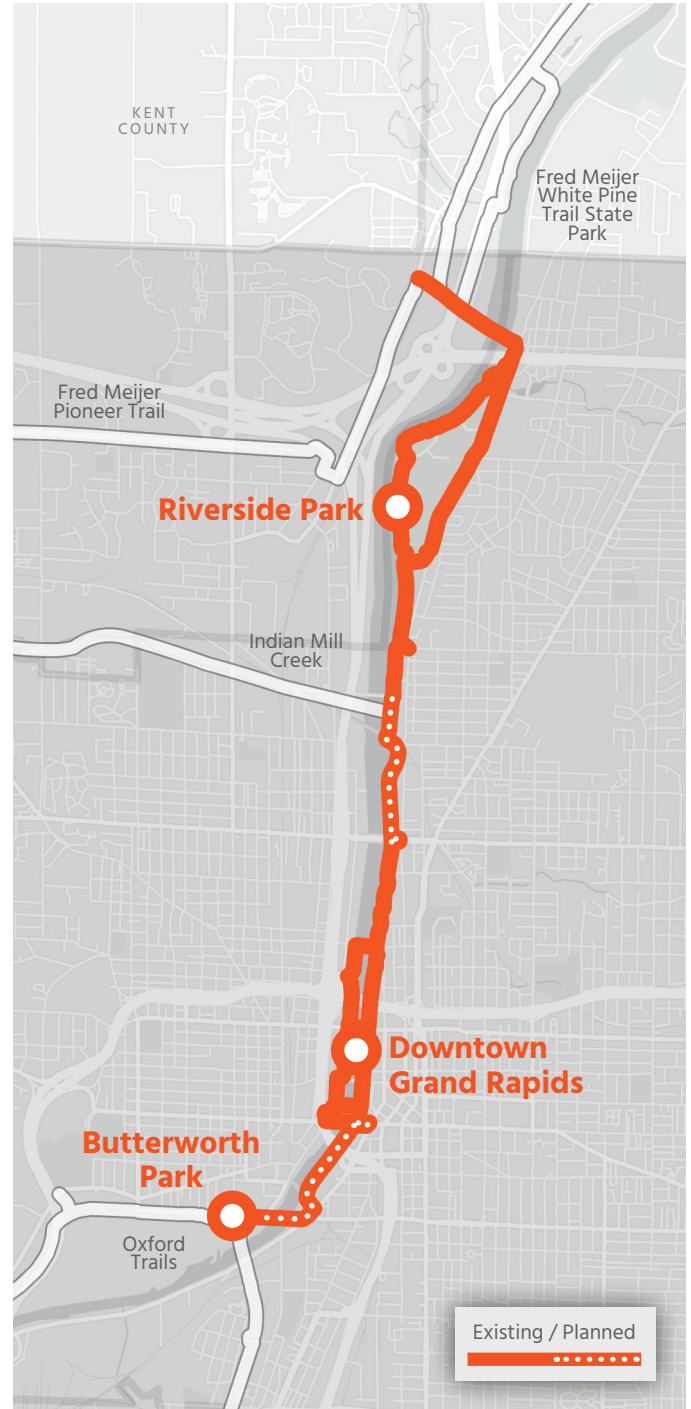 KENT
COUNTY
Fred Meijer
White Pine
Trail State
Park
Fred Meijer
Pioneer Trail
Riverside Park
Indian Mill
Creek
Downtown
Grand Rapids
Butterworth
Park
Oxford
Trails
Existing / Planned